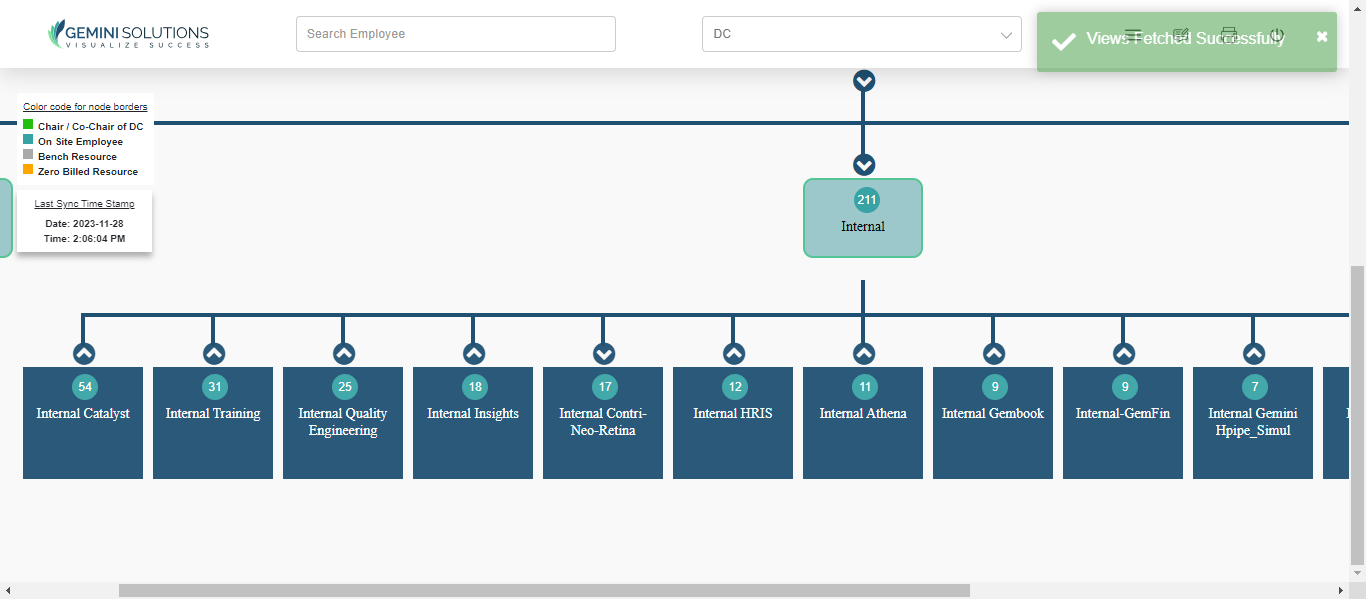 GEMINI SOLUTIONS
VISUALIZE SUCCESS
Search Employee
DC
Views Fetched Successfully
Color code for node borders
Chair / Co-Chair of DC
On Site Employee
Bench Resource
Zero Billed Resource
Last Sync Time Stamp
Date: 2023-11-28
Time: 2:06:04 PM
211
Internal
54
Internal Catalyst
31
Internal Training
25
Internal Quality
Engineering
18
Internal Insights
17
Internal Contri-
Neo-Retina
12
Internal HRIS
11
Internal Athena
9
Internal Gembook
9
Internal-GemFin
7
Internal Gemini
Hpipe_Simul